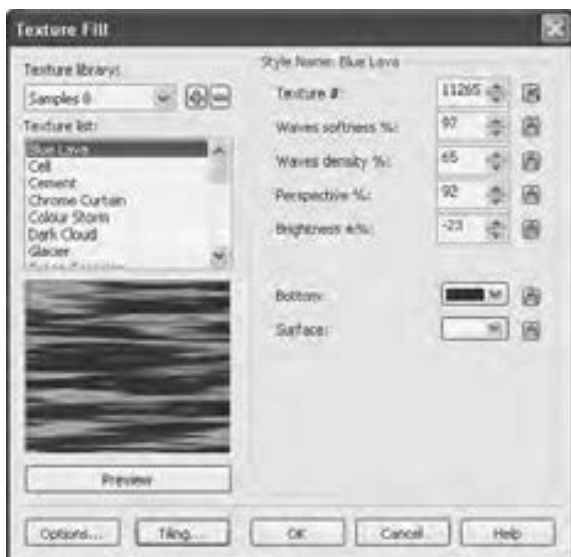 Texture Fill
Texture library:
Samples 8
Texture list:
Blue Lava
Cell
Cement
Chrome Curtain
Colour Storm
Dark Cloud
Glacier
Preview
Style Name: Blue Lava
Texture #: 11265
Waves softness %: 97
Waves density %: 65
Perspective %: 92
Brightness ±%: -23
Bottom:
Surface:
Options... Tiling... OK Cancel Help